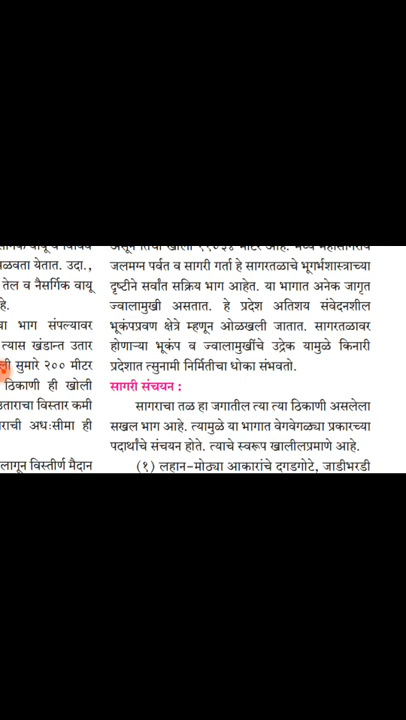 ळवता येतात. उदा.,
तेल व नैसर्गिक वायू
हे.
वा भाग संपल्यावर
त्यास खंडान्त उतार
ली सुमारे २०० मीटर
ठिकाणी ही खोली
उताराचा विस्तार कमी
राची अधःसीमा ही
लागून विस्तीर्ण मैदान
जलमग्न पर्वत व सागरी गर्ता हे सागरतळाचे भूगर्भशास्त्राच्या
दृष्टीने सर्वांत सक्रिय भाग आहेत. या भागात अनेक जागृत
ज्वालामुखी असतात. हे प्रदेश अतिशय संवेदनशील
भूकंपप्रवण क्षेत्रे म्हणून ओळखली जातात. सागरतळावर
होणाऱ्या भूकंप व ज्वालामुखींचे उद्रेक यामुळे किनारी
प्रदेशात त्सुनामी निर्मितीचा धोका संभवतो.
सागरी संचयन :
सागराचा तळ हा जगातील त्या त्या ठिकाणी असलेला
सखल भाग आहे. त्यामुळे या भागात वेगवेगळ्या प्रकारच्या
पदार्थांचे संचयन होते. त्याचे स्वरूप खालीलप्रमाणे आहे.
(१) लहान-मोठ्या आकारांचे दगडगोटे, जाडीभरडी